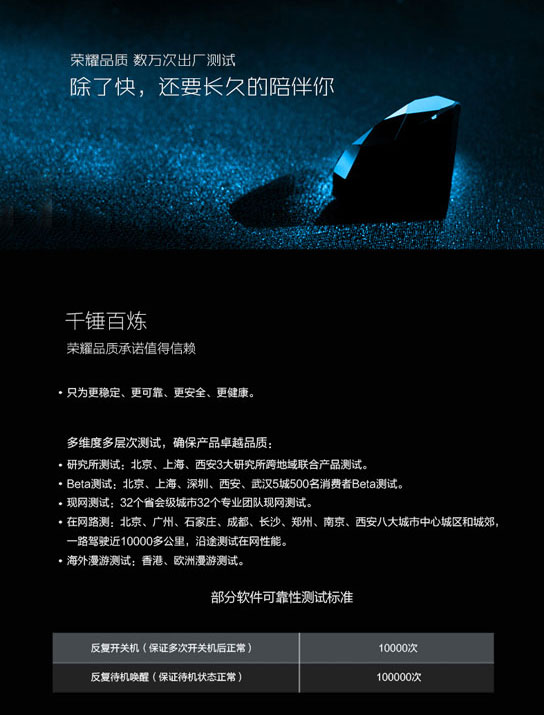 荣耀品质 数万次出厂测试
除了快，还要长久的陪伴你
千锤百炼
荣耀品质承诺值得信赖
• 只为更稳定、更可靠、更安全、更健康。
多维度多层次测试，确保产品卓越品质：
• 研究所测试：北京、上海、西安3大研究所跨地域联合产品测试。
• Beta测试：北京、上海、深圳、西安、武汉5城500名消费者Beta测试。
• 现网测试：32个省会级城市32个专业团队现网测试。
• 在网路测：北京、广州、石家庄、成都、长沙、郑州、南京、西安八大城市中心城区和城郊，
一路驾驶近10000多公里，沿途测试在网性能。
• 海外漫游测试：香港、欧洲漫游测试。
部分软件可靠性测试标准
反复开关机（保证多次开关机后正常） 10000次
反复待机唤醒（保证待机状态正常） 100000次